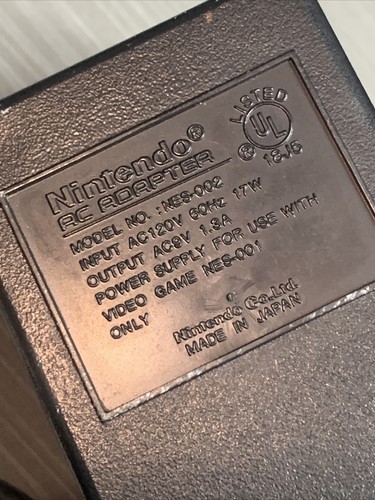 Nintendo®
AC ADAPTER
LISTED
UL
®
18J6
MODEL NO.: NES-002
INPUT AC120V 60Hz 17W
OUTPUT AC9V 1.3A
POWER SUPPLY FOR USE WITH
VIDEO GAME NES-001
ONLY
Nintendo Co., Ltd.
MADE IN JAPAN